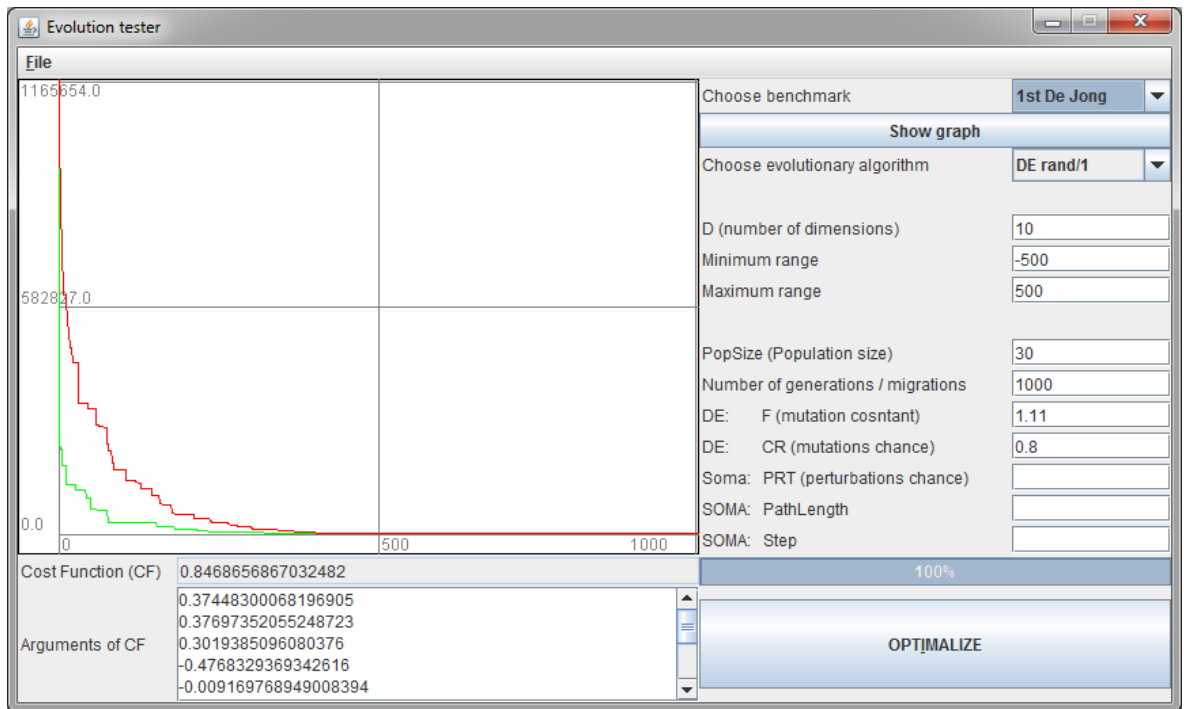 Evolution tester
File
1165654.0
582827.0
0.0
0
500
1000
Choose benchmark
1st De Jong
Show graph
Choose evolutionary algorithm
DE rand/1
D (number of dimensions)
10
Minimum range
-500
Maximum range
500
PopSize (Population size)
30
Number of generations / migrations
1000
DE: F (mutation cosntant)
1.11
DE: CR (mutations chance)
0.8
Soma: PRT (perturbations chance)
SOMA: PathLength
SOMA: Step
Cost Function (CF)
0.8468656867032482
100%
Arguments of CF
0.37448300068196905
0.37697352055248723
0.3019385096080376
-0.4768329369342616
-0.009169768949008394
OPTIMALIZE